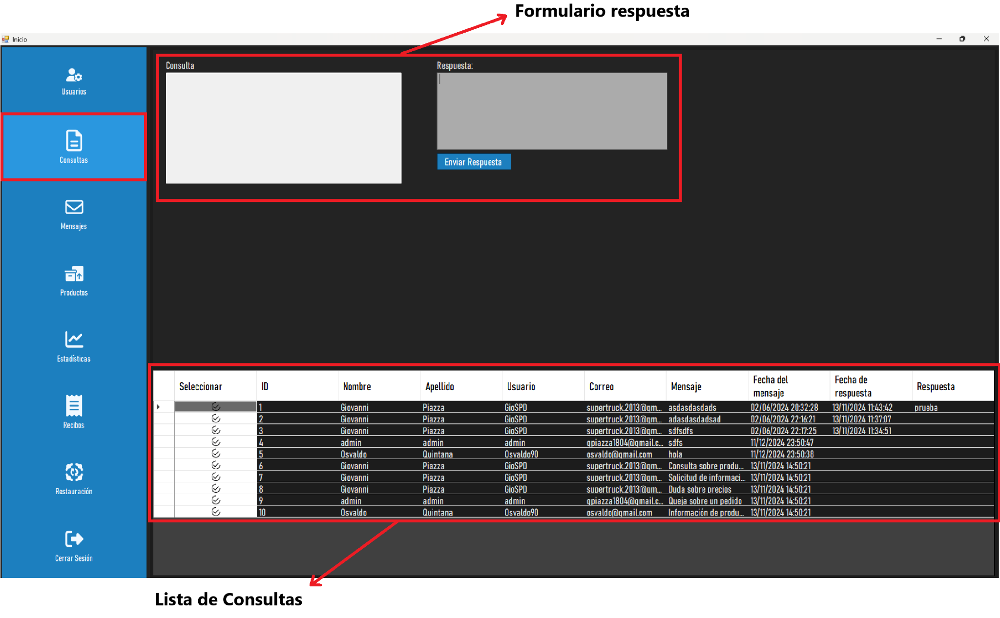 Formulario respuesta
Inicio
Usuarios
Consultas
Mensajes
Productos
Estadísticas
Recibos
Restauración
Cerrar Sesión
Consulta
Respuesta:
Enviar Respuesta
Seleccionar ID Nombre Apellido Usuario Correo Mensaje Fecha del mensaje Fecha de respuesta Respuesta
1 Giovanni Piazza GioSPD supertruck.2013@gm... asdasdasdads 02/06/2024 20:32:28 13/11/2024 11:43:42 prueba
2 Giovanni Piazza GioSPD supertruck.2013@gm... adasdasdadsad 02/06/2024 22:16:21 13/11/2024 11:37:07
3 Giovanni Piazza GioSPD supertruck.2013@gm... sdfsdfs 02/06/2024 22:17:25 13/11/2024 11:34:51
4 admin admin admin gpiazza1804@gmail.c... sdfs 11/12/2024 23:50:47
5 Osvaldo Quintana Osvaldo90 osvaldo@gmail.com hola 11/12/2024 23:50:38
6 Giovanni Piazza GioSPD supertruck.2013@gm... Consulta sobre produ... 13/11/2024 14:50:21
7 Giovanni Piazza GioSPD supertruck.2013@gm... Solicitud de informaci... 13/11/2024 14:50:21
8 Giovanni Piazza GioSPD supertruck.2013@gm... Duda sobre precios 13/11/2024 14:50:21
9 admin admin admin gpiazza1804@gmail.c... Queja sobre un pedido 13/11/2024 14:50:21
10 Osvaldo Quintana Osvaldo90 osvaldo@gmail.com Información de produ... 13/11/2024 14:50:21
Lista de Consultas